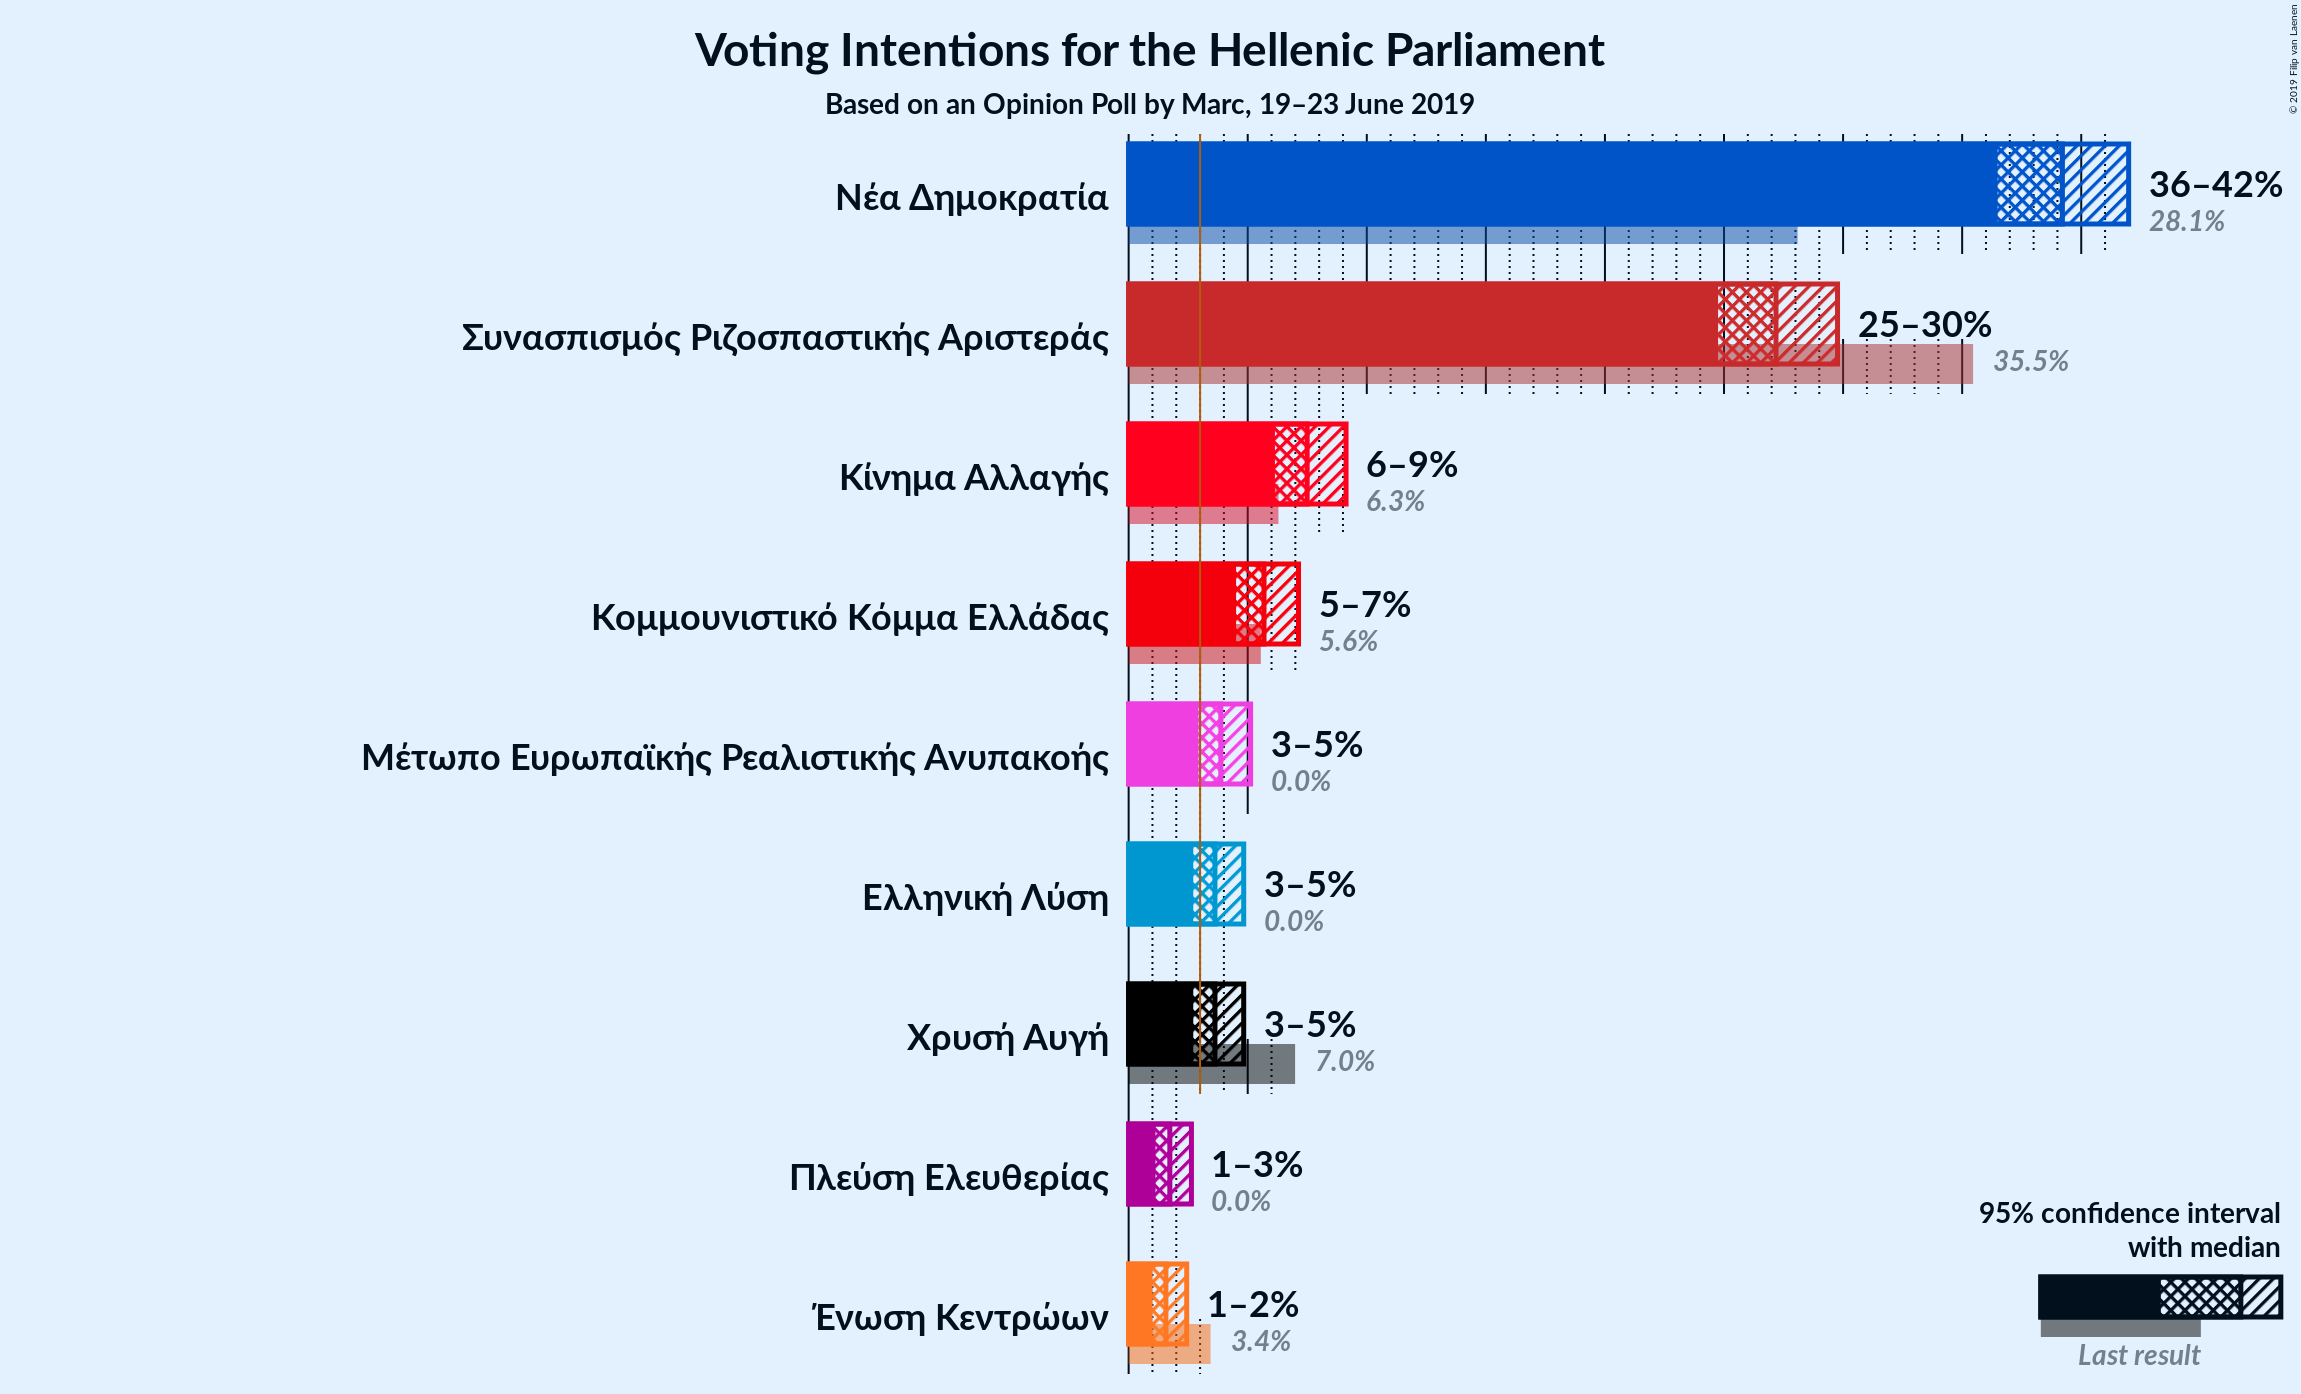 Voting Intentions for the Hellenic Parliament
Based on an Opinion Poll by Marc, 19–23 June 2019
© 2019 Filip van Laenen
Νέα Δημοκρατία
36–42%
28.1%
Συνασπισμός Ριζοσπαστικής Αριστεράς
25–30%
35.5%
Κίνημα Αλλαγής
6–9%
6.3%
Κομμουνιστικό Κόμμα Ελλάδας
5–7%
5.6%
Μέτωπο Ευρωπαϊκής Ρεαλιστικής Ανυπακοής
3–5%
0.0%
Ελληνική Λύση
3–5%
0.0%
Χρυσή Αυγή
3–5%
7.0%
Πλεύση Ελευθερίας
1–3%
0.0%
Ένωση Κεντρώων
1–2%
3.4%
95% confidence interval
with median
Last result